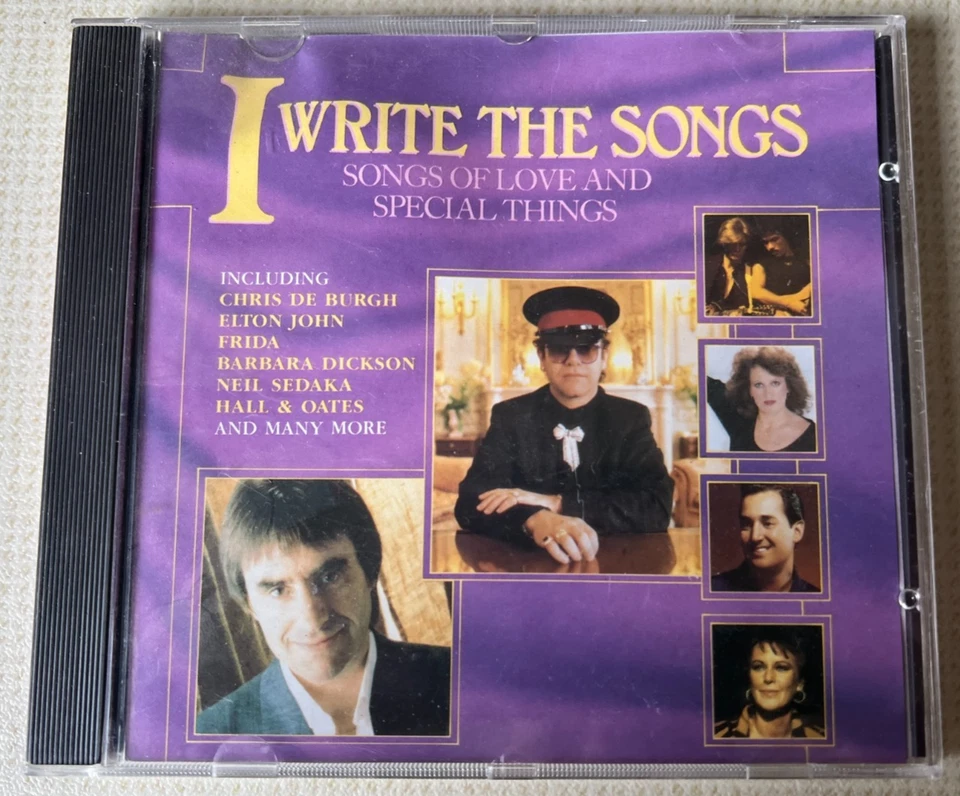 I WRITE THE SONGS
SONGS OF LOVE AND
SPECIAL THINGS
INCLUDING
CHRIS DE BURGH
ELTON JOHN
FRIDA
BARBARA DICKSON
NEIL SEDAKA
HALL & OATES
AND MANY MORE